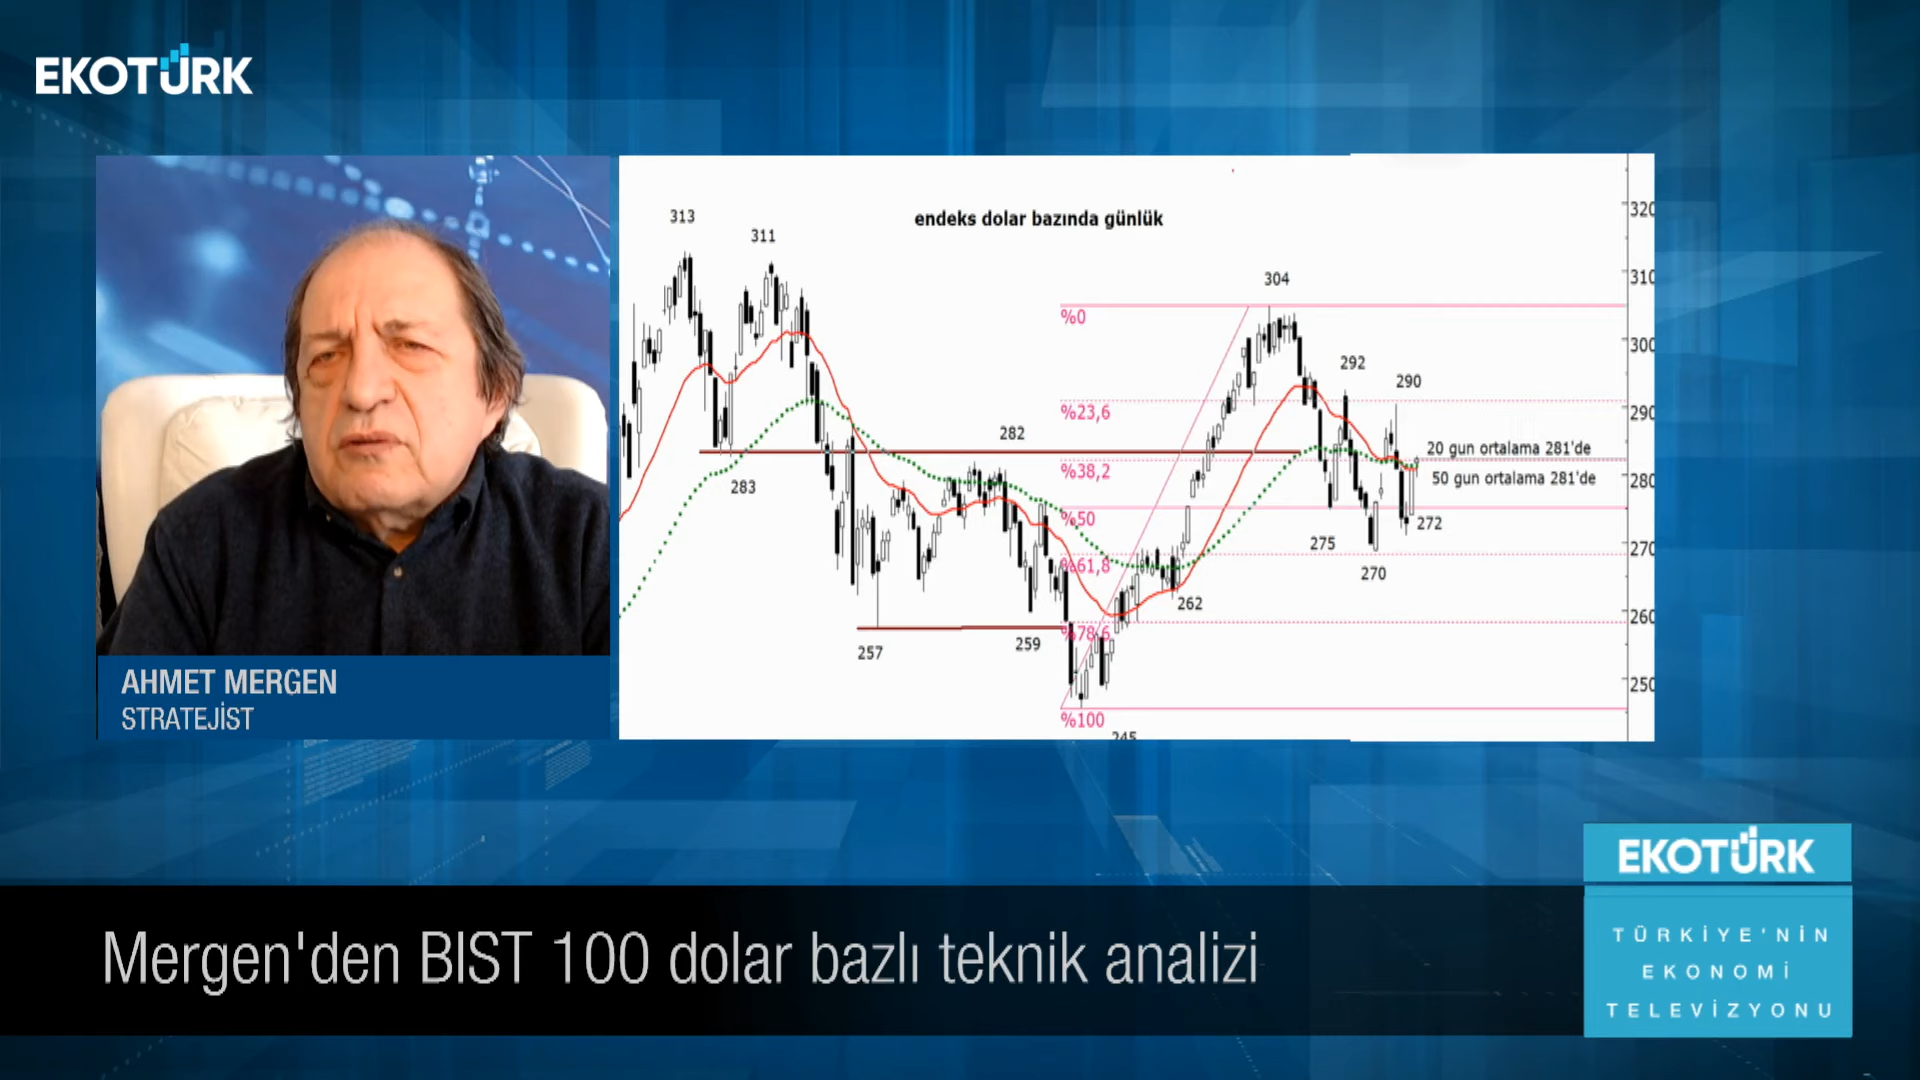 EKOTÜRK
AHMET MERGEN
STRATEJİST
endeks dolar bazında günlük
313
311
304
292
290
282
283
20 gun ortalama 281'de
50 gun ortalama 281'de
275
272
270
262
257
259
245
%0
%23,6
%38,2
%50
%61,8
%78,6
%100
320
310
300
290
280
270
260
250
Mergen'den BIST 100 dolar bazlı teknik analizi
EKOTÜRK
TÜRKİYE'NİN
EKONOMİ
TELEVİZYONU